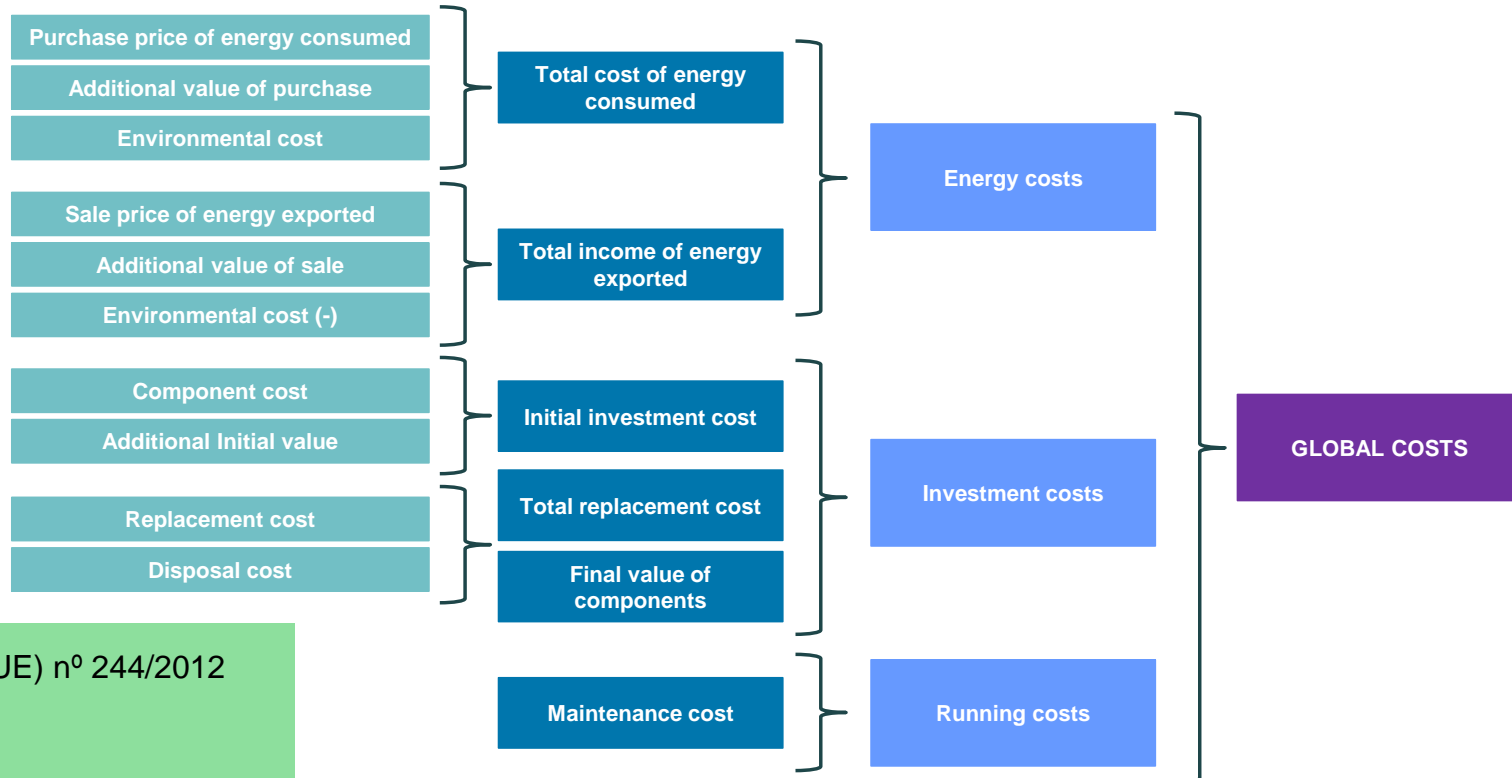 Purchase price of energy consumed
Additional value of purchase
Environmental cost
Sale price of energy exported
Additional value of sale
Environmental cost (-)
Component cost
Additional Initial value
Replacement cost
Disposal cost
UE) nº 244/2012
Total cost of energy
consumed
Total income of energy
exported
Initial investment cost
Total replacement cost
Final value of
components
Maintenance cost
Energy costs
Investment costs
Running costs
GLOBAL COSTS